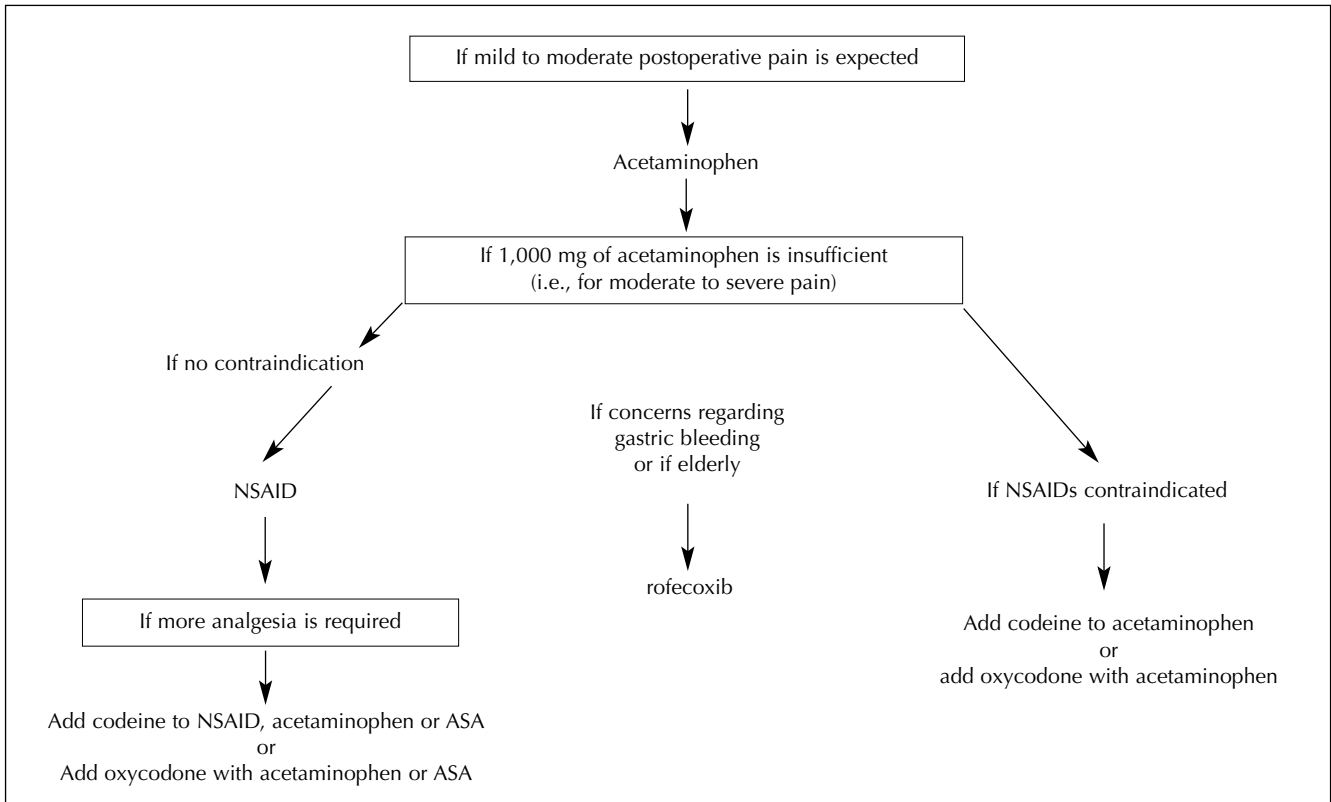 If mild to moderate postoperative pain is expected
Acetaminophen
If 1,000 mg of acetaminophen is insufficient
(i.e., for moderate to severe pain)
If no contraindication
NSAID
If more analgesia is required
Add codeine to NSAID, acetaminophen or ASA
or
Add oxycodone with acetaminophen or ASA
If concerns regarding
gastric bleeding
or if elderly
rofecoxib
If NSAIDs contraindicated
Add codeine to acetaminophen
or
add oxycodone with acetaminophen